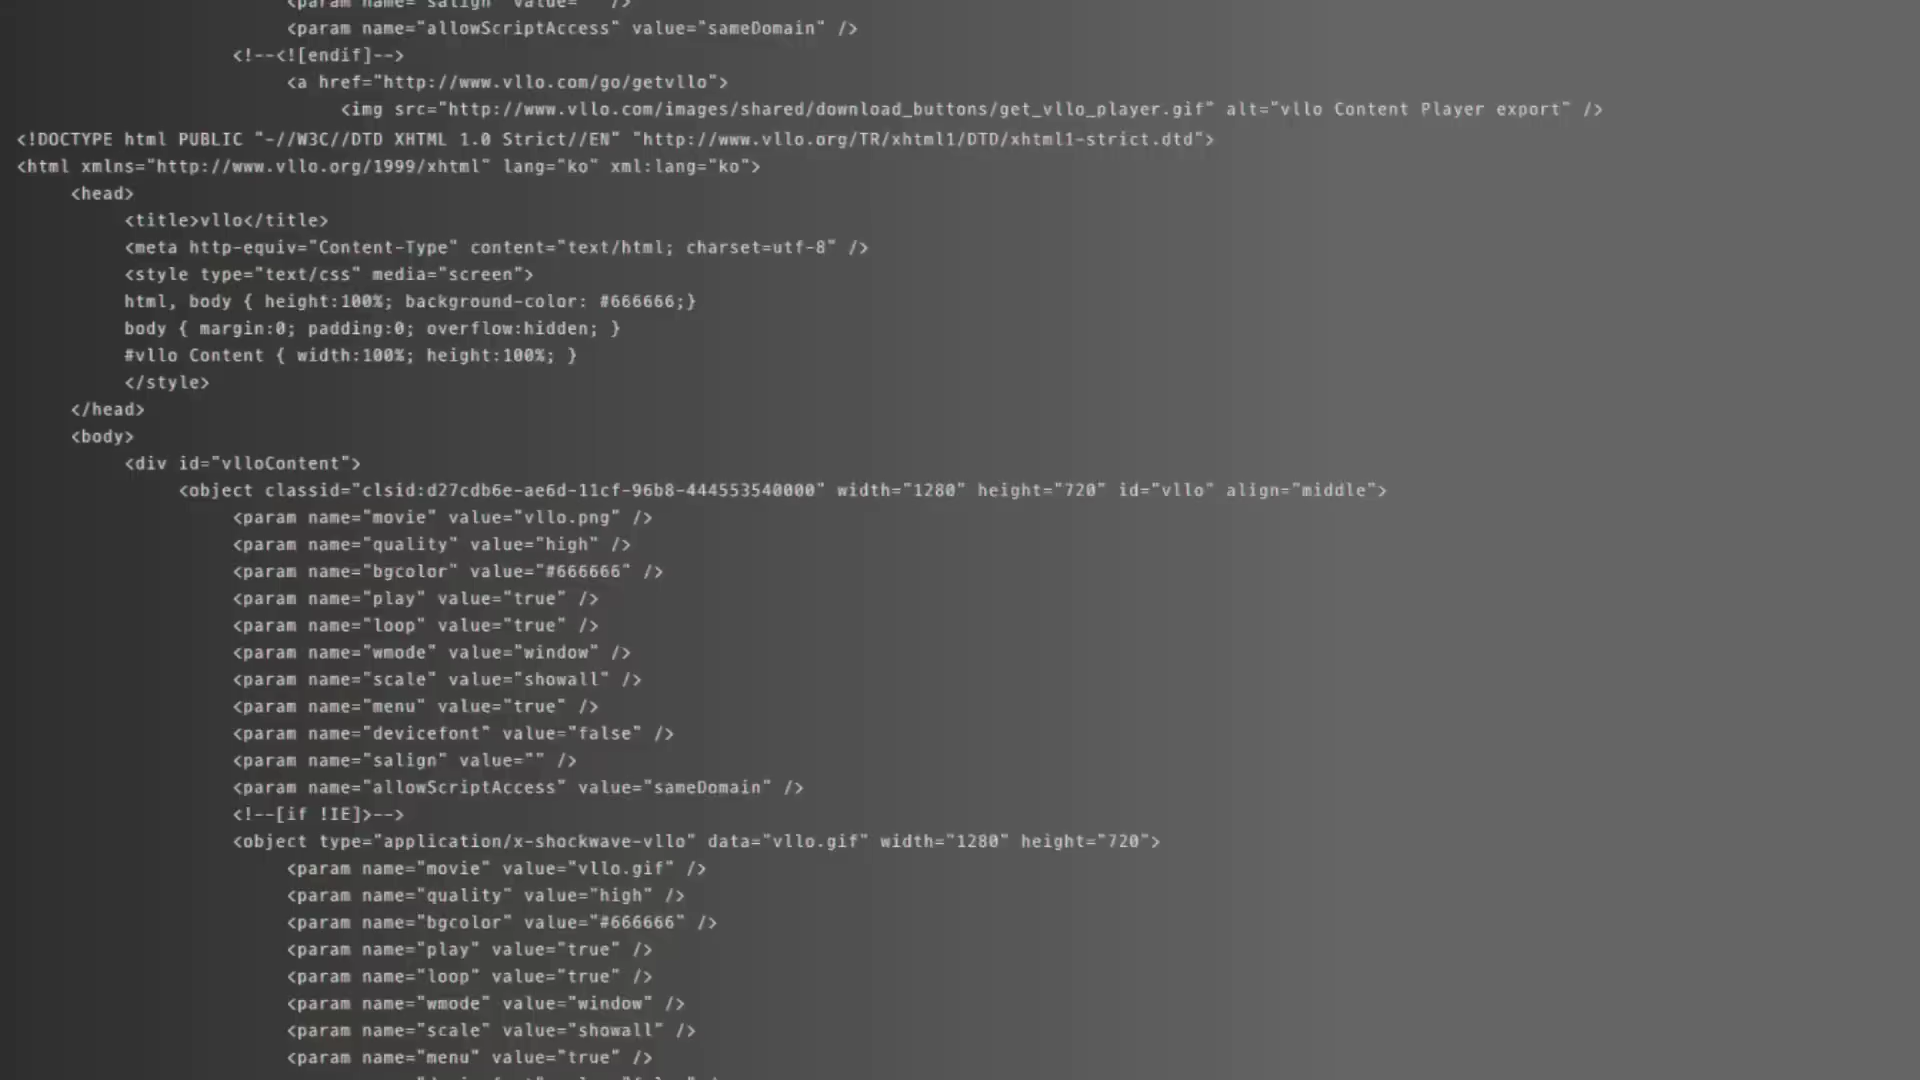 <param name="salign" value="" />
<param name="allowScriptAccess" value="sameDomain" />
<!--<![endif]-->
<a href="http://www.vllo.com/go/getvllo">
<img src="http://www.vllo.com/images/shared/download_buttons/get_vllo_player.gif" alt="vllo Content Player export" />
<!DOCTYPE html PUBLIC "-//W3C//DTD XHTML 1.0 Strict//EN" "http://www.vllo.org/TR/xhtml1/DTD/xhtml1-strict.dtd">
<html xmlns="http://www.vllo.org/1999/xhtml" lang="ko" xml:lang="ko">
<head>
<title>vllo</title>
<meta http-equiv="Content-Type" content="text/html; charset=utf-8" />
<style type="text/css" media="screen">
html, body { height:100%; background-color: #666666;}
body { margin:0; padding:0; overflow:hidden; }
#vllo Content { width:100%; height:100%; }
</style>
</head>
<body>
<div id="vlloContent">
<object classid="clsid:d27cdb6e-ae6d-11cf-96b8-444553540000" width="1280" height="720" id="vllo" align="middle">
<param name="movie" value="vllo.png" />
<param name="quality" value="high" />
<param name="bgcolor" value="#666666" />
<param name="play" value="true" />
<param name="loop" value="true" />
<param name="wmode" value="window" />
<param name="scale" value="showall" />
<param name="menu" value="true" />
<param name="devicefont" value="false" />
<param name="salign" value="" />
<param name="allowScriptAccess" value="sameDomain" />
<!--[if !IE]>-->
<object type="application/x-shockwave-vllo" data="vllo.gif" width="1280" height="720">
<param name="movie" value="vllo.gif" />
<param name="quality" value="high" />
<param name="bgcolor" value="#666666" />
<param name="play" value="true" />
<param name="loop" value="true" />
<param name="wmode" value="window" />
<param name="scale" value="showall" />
<param name="menu" value="true" />